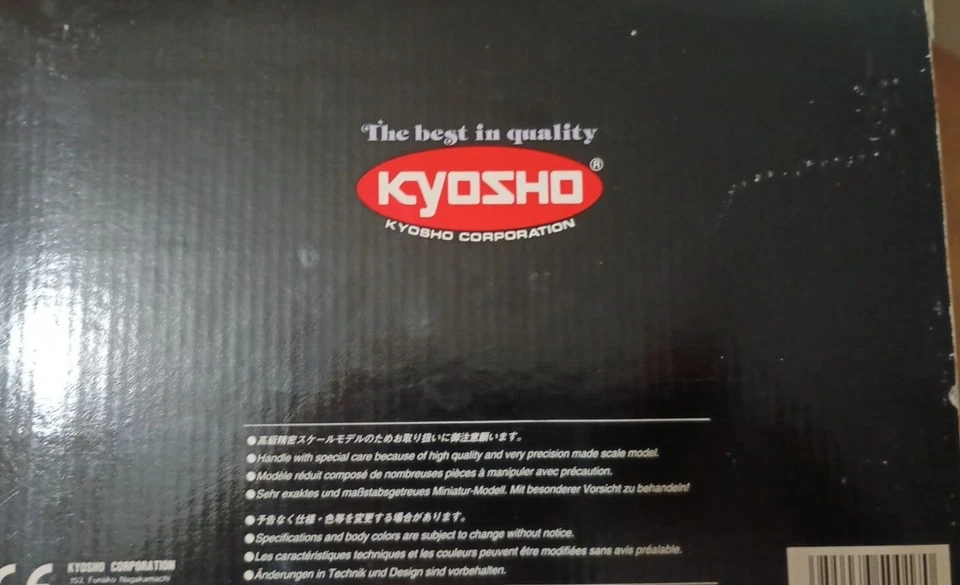 The best in quality
KYOSHO ®
KYOSHO CORPORATION
●高級精密スケールモデルのためお取り扱いに御注意願います。
●Handle with special care because of high quality and very precision made scale model.
●Modèle réduit composé de nombreuses pièces à manipuler avec précaution.
●Sehr exaktes und maßstabsgetreues Miniatur-Modell. Mit besonderer Vorsicht zu behandeln!
●予告なく仕様・色等を変更する場合があります。
●Specifications and body colors are subject to change without notice.
●Les caractéristiques techniques et les couleurs peuvent être modifiées sans avis préalable.
●Änderungen in Technik und Design sind vorbehalten.
CE
KYOSHO CORPORATION
153, Funako Nagakamachi